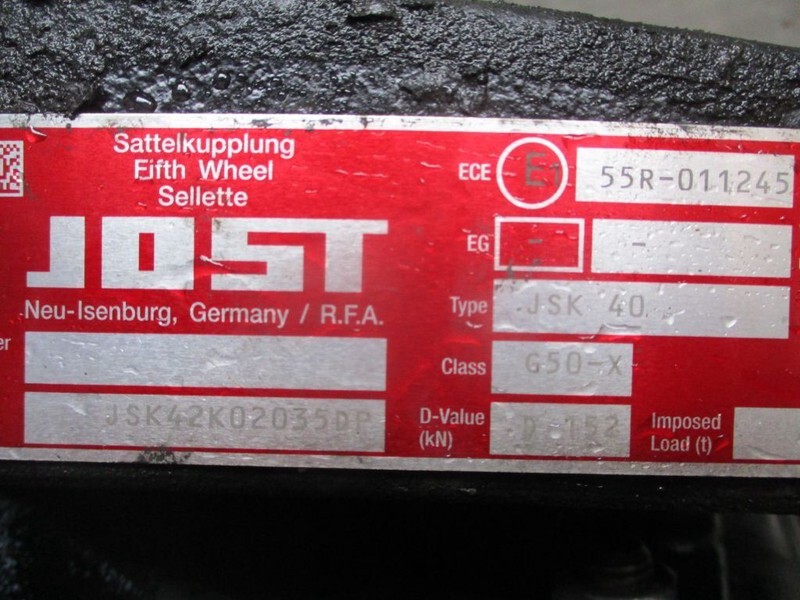 Sattelkupplung
Fifth Wheel
Sellette
JOST
Neu-Isenburg, Germany / R.F.A.
er
JSK42K02035DP
ECE E1 55R-011245
EG - -
Type JSK 40
Class G50-X
D-Value (kN) D 152
Imposed
Load (t)